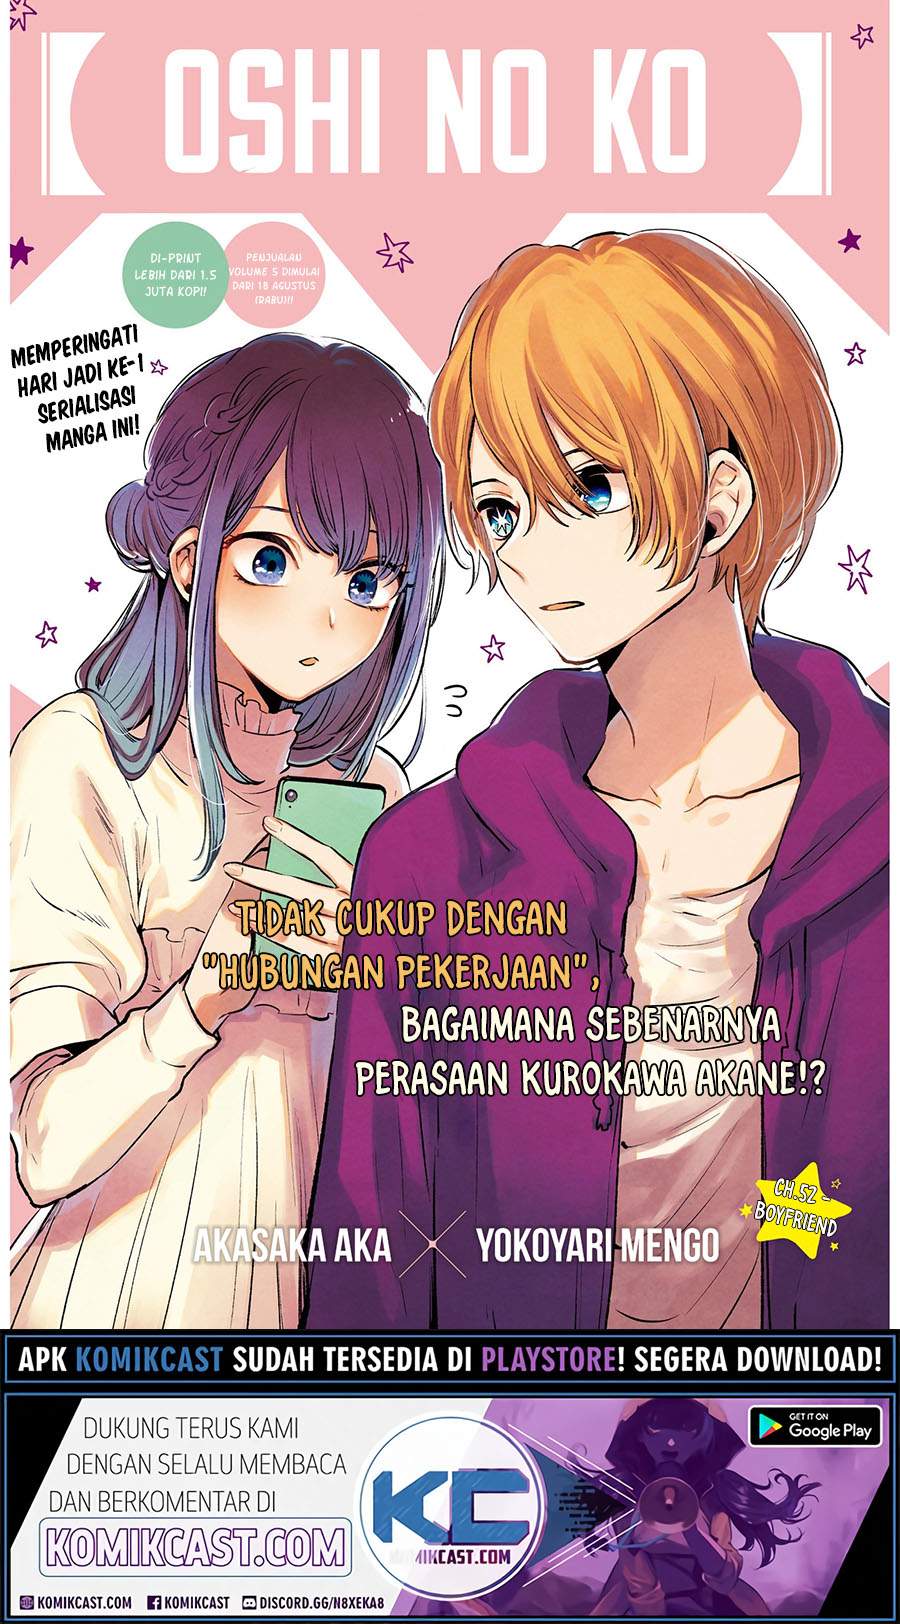 OSHI NO KO
DI-PRINT
LEBIH DARI 1.5
JUTA KOPI!!
PENJUALAN
VOLUME 5 DIMULAI
DARI 18 AGUSTUS
(RABU)!!
MEMPERINGATI
HARI JADI KE-1
SERIALISASI
MANGA INI!
TIDAK CUKUP DENGAN
"HUBUNGAN PEKERJAAN",
BAGAIMANA SEBENARNYA
PERASAAN KUROKAWA AKANE!?
CH.52 -
BOYFRIEND
AKASAKA AKA
YOKOYARI MENGO
APK KOMIKCAST SUDAH TERSEDIA DI PLAYSTORE! SEGERA DOWNLOAD!
DUKUNG TERUS KAMI
DENGAN SELALU MEMBACA
DAN BERKOMENTAR DI
KOMIKCAST.COM
KOMIKCAST.COM
KOMIKCAST.COM
DISCORD.GG/N8XEKA8
KC
KOMIKCAST.COM
GET IT ON
Google Play